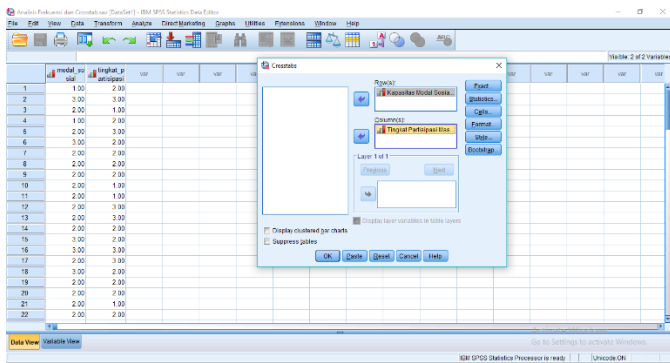 Analisis Frekuensi dan Crosstab.sav [DataSet1] - IBM SPSS Statistics Data Editor
File Edit View Data Transform Analyze Direct Marketing Graphs Utilities Extensions Window Help
Visible: 2 of 2 Variables
modal_so sial tingkat_p artisipasi var var var var var var var var var
1 1.00 2.00
2 3.00 3.00
3 2.00 1.00
4 1.00 2.00
5 2.00 3.00
6 3.00 2.00
7 2.00 2.00
8 2.00 2.00
9 2.00 2.00
10 2.00 1.00
11 2.00 1.00
12 2.00 3.00
13 2.00 3.00
14 2.00 2.00
15 3.00 2.00
16 3.00 3.00
17 2.00 3.00
18 3.00 2.00
19 2.00 2.00
20 2.00 2.00
21 2.00 1.00
22 2.00 2.00
Crosstabs
Row(s):
Kapasitas Modal Sosia...
Column(s):
Tingkat Partisipasi Mas...
Layer 1 of 1
Previous Next
Display layer variables in table layers
Exact...
Statistics...
Cells...
Format...
Style...
Bootstrap...
Display clustered bar charts
Suppress tables
OK Paste Reset Cancel Help
Data View Variable View
Go to Settings to activate Windows.
IBM SPSS Statistics Processor is ready Unicode:ON